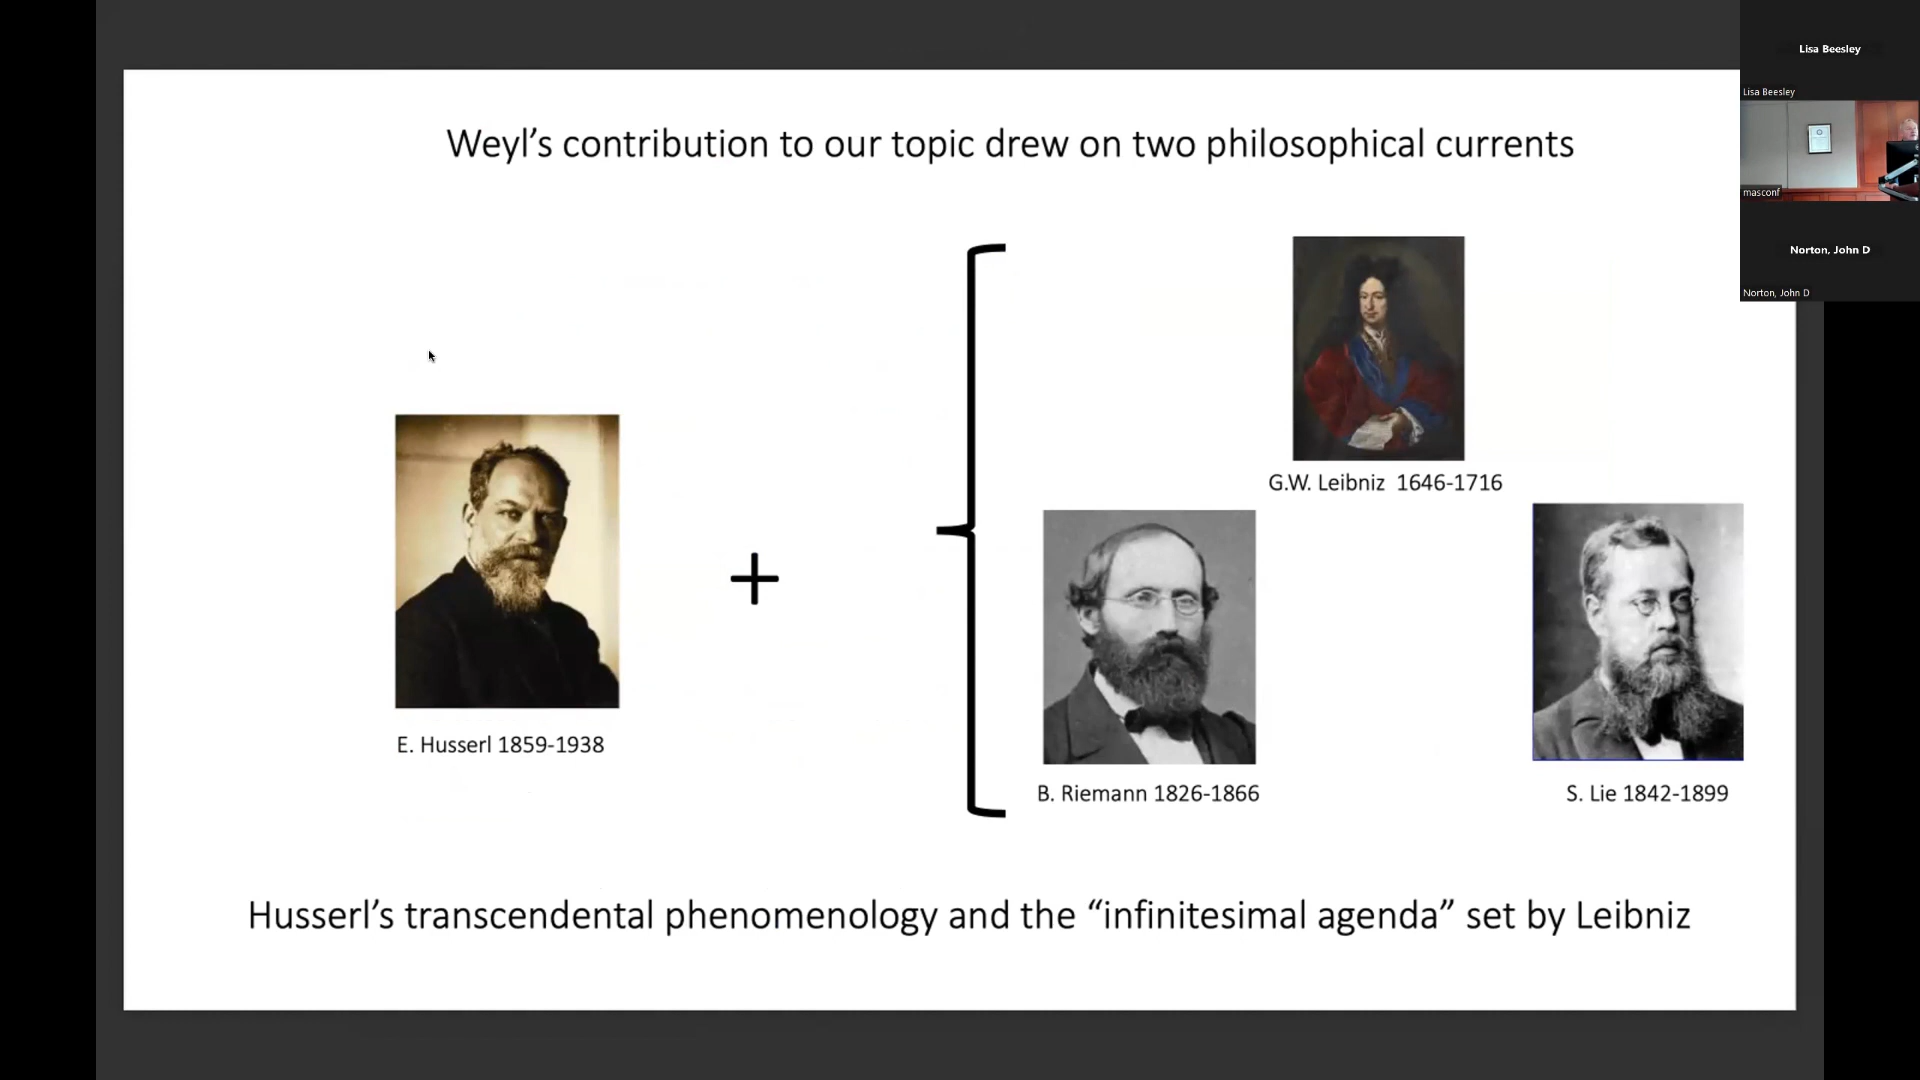 Weyl’s contribution to our topic drew on two philosophical currents
G.W. Leibniz 1646-1716
E. Husserl 1859-1938
B. Riemann 1826-1866
S. Lie 1842-1899
Husserl’s transcendental phenomenology and the “infinitesimal agenda” set by Leibniz
Lisa Beesley
Lisa Beesley
masconf
Norton, John D
Norton, John D